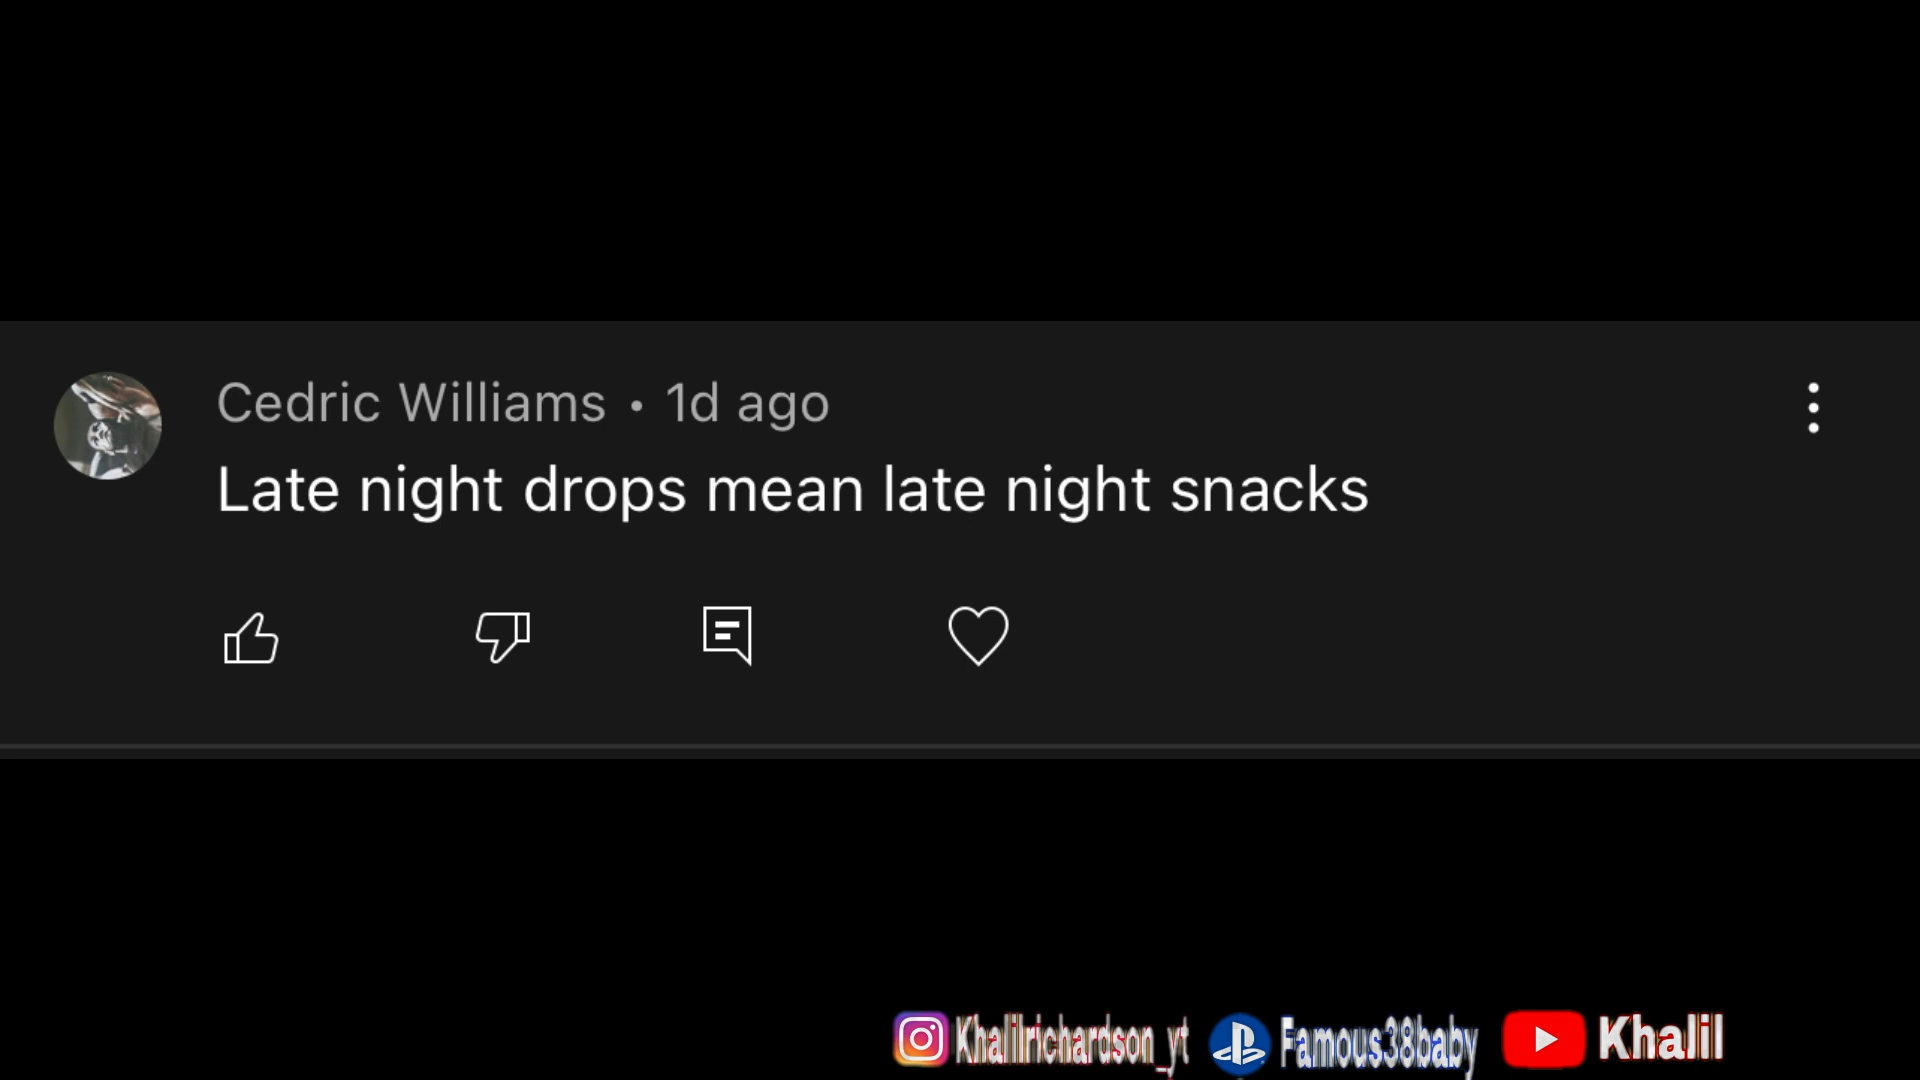 Cedric Williams • 1d ago
Late night drops mean late night snacks
Khalilrichardson_yt Famous38baby Khalil